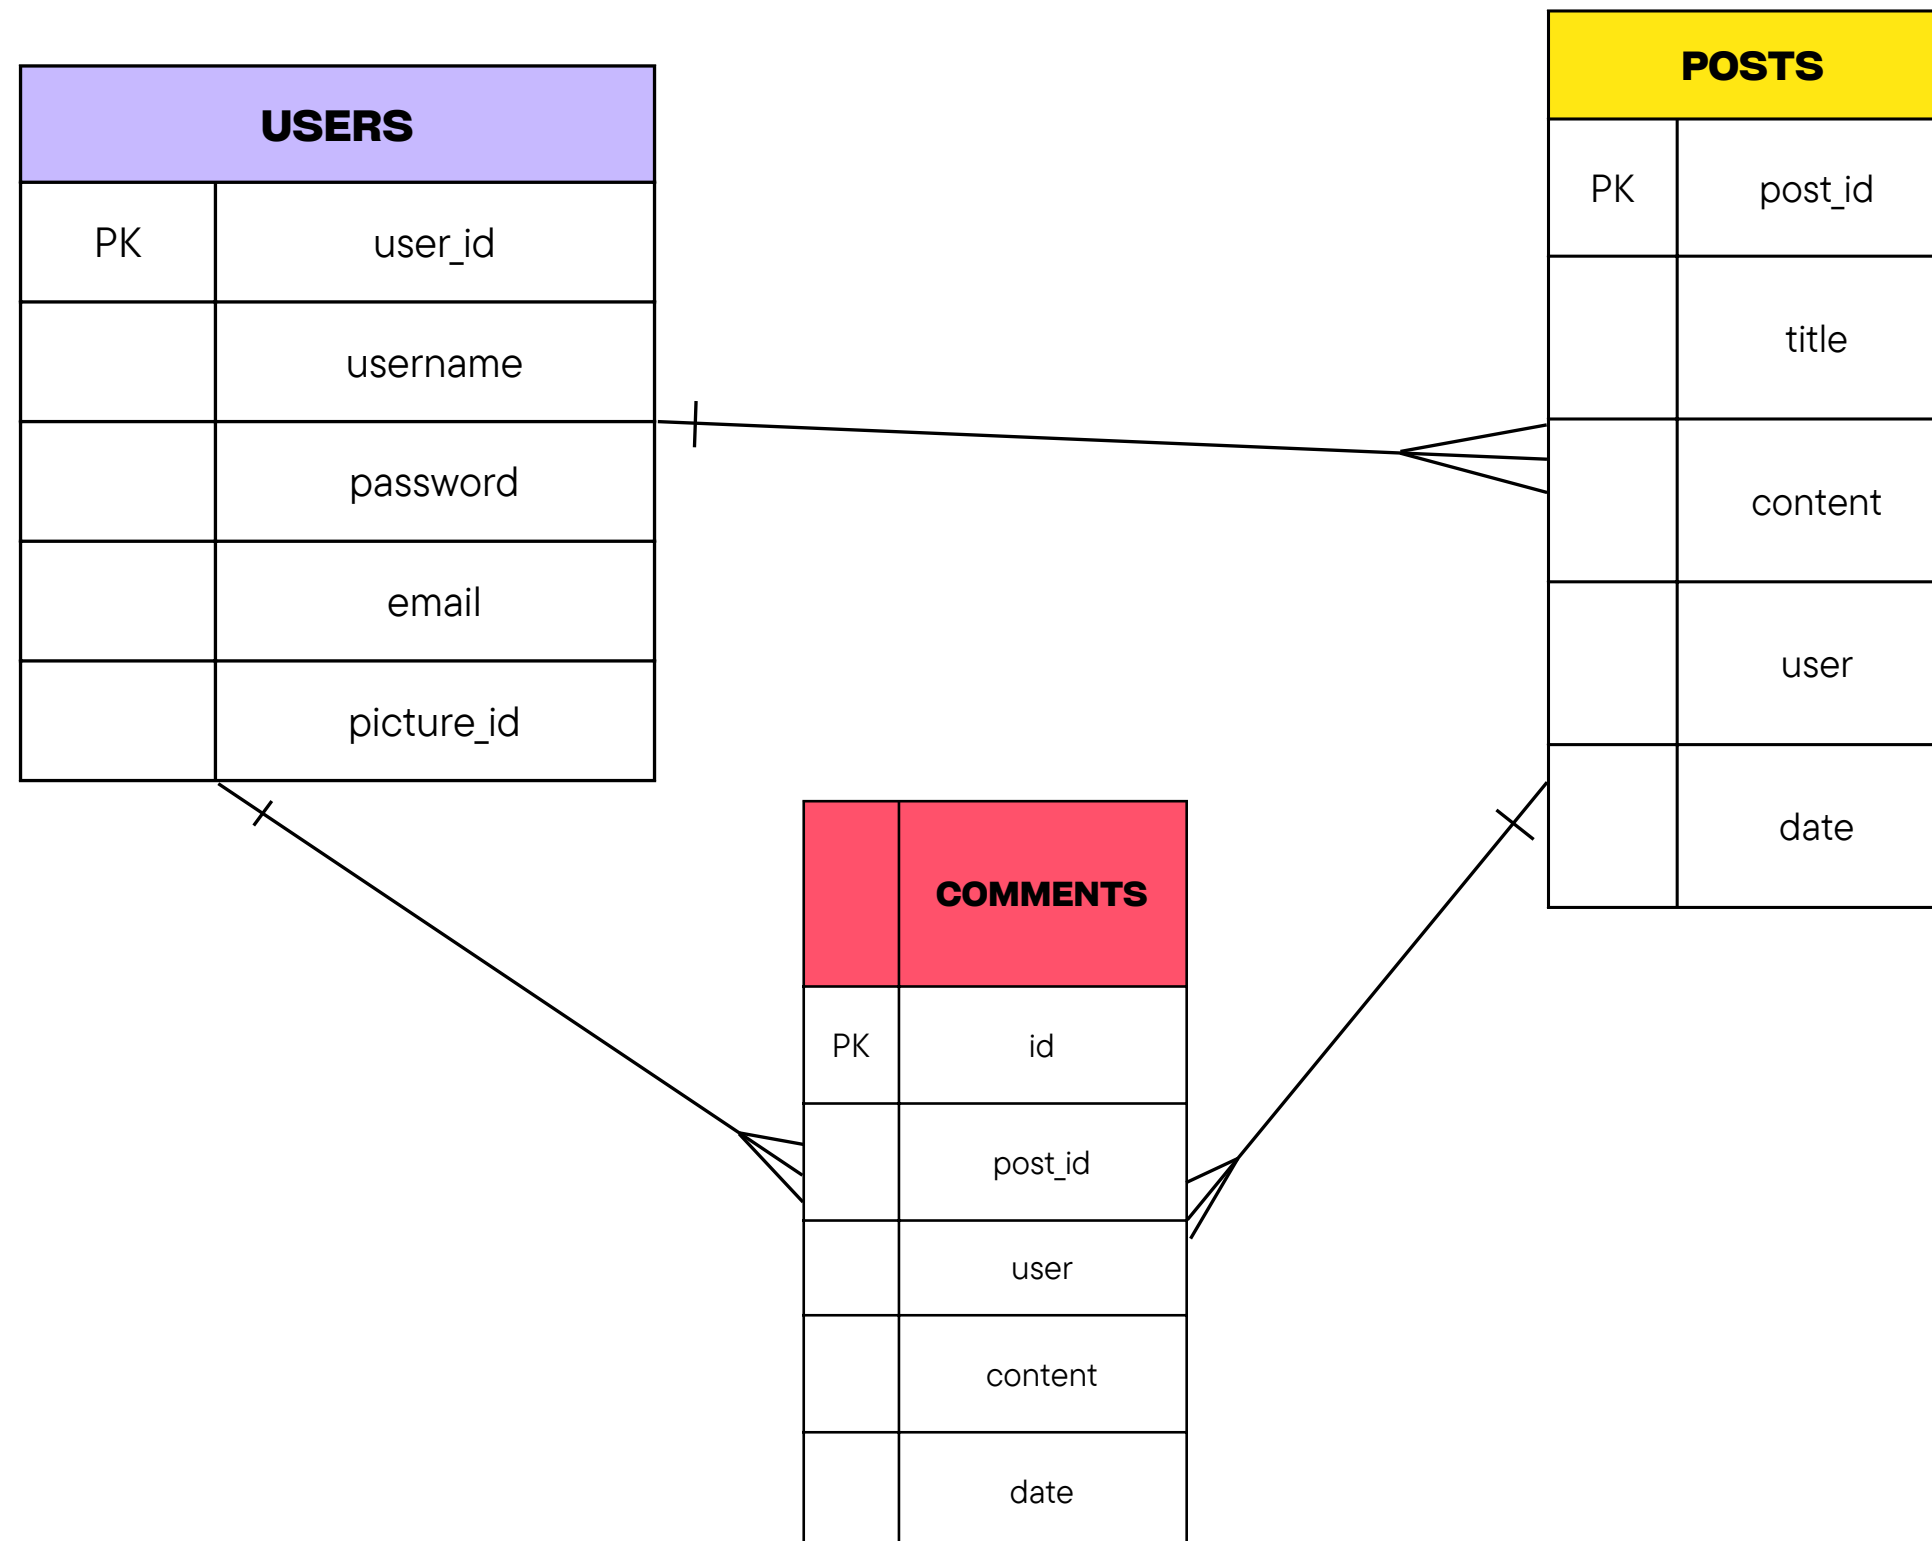 USERS
PK user_id
username
password
email
picture_id
POSTS
PK post_id
title
content
user
date
COMMENTS
PK id
post_id
user
content
date